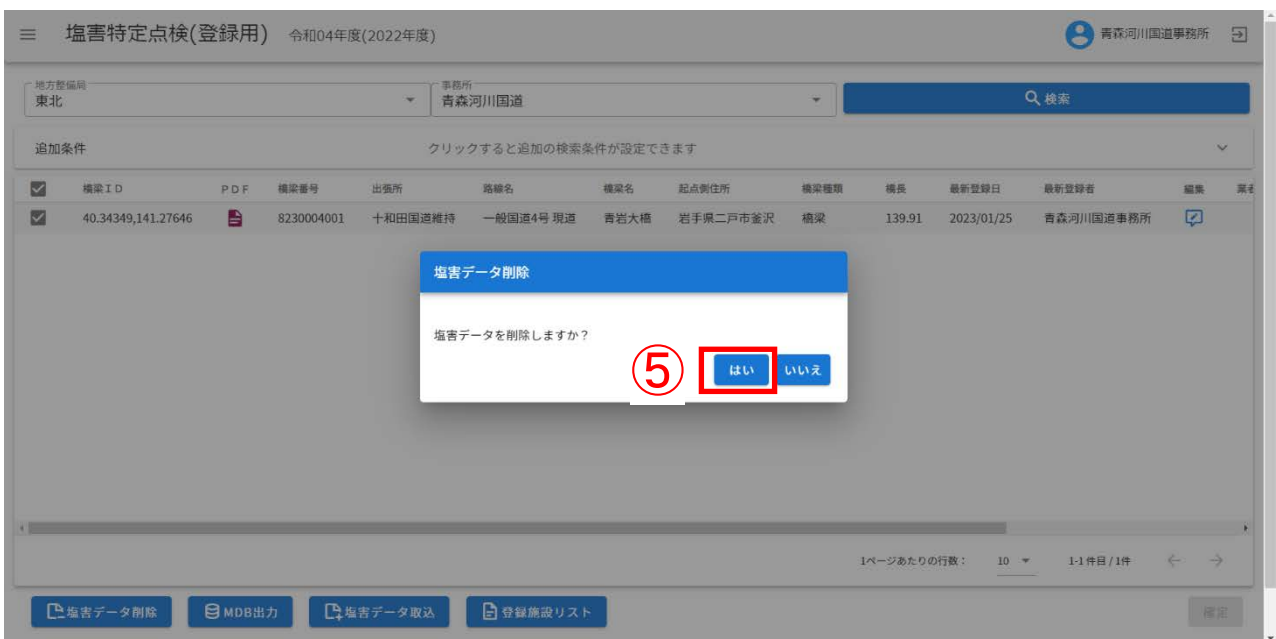 塩害特定点検(登録用) 令和04年度(2022年度) 青森河川国道事務所
地方整備局 事務所
東北 青森河川国道 検索
追加条件 クリックすると追加の検索条件が設定できます
橋梁ID PDF 橋梁番号 出張所 路線名 橋梁名 起点側住所 橋梁種類 橋長 最新登録日 最新登録者 編集
40.34349,141.27646 8230004001 十和田国道維持 一般国道4号 現道 青岩大橋 岩手県二戸市釜沢 橋梁 139.91 2023/01/25 青森河川国道事務所
塩害データ削除
塩害データを削除しますか？
⑤ はい いいえ
1ページあたりの行数： 10 1-1 件目 / 1件
塩害データ削除 MDB出力 塩害データ取込 登録施設リスト 確定